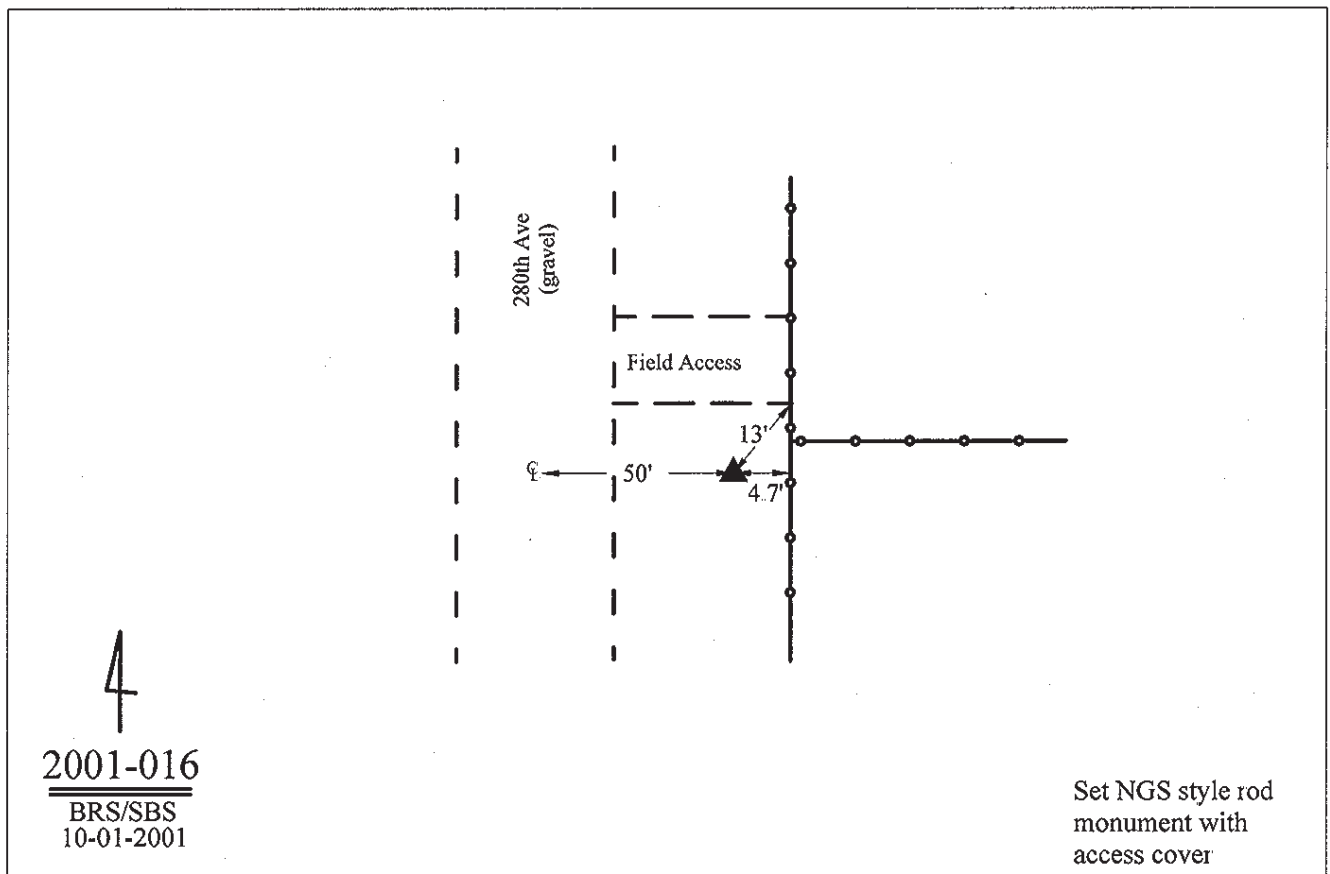 280th Ave
(gravel)
Field Access
13'
℄
50'
4.7'
2001-016
BRS/SBS
10-01-2001
Set NGS style rod
monument with
access cover